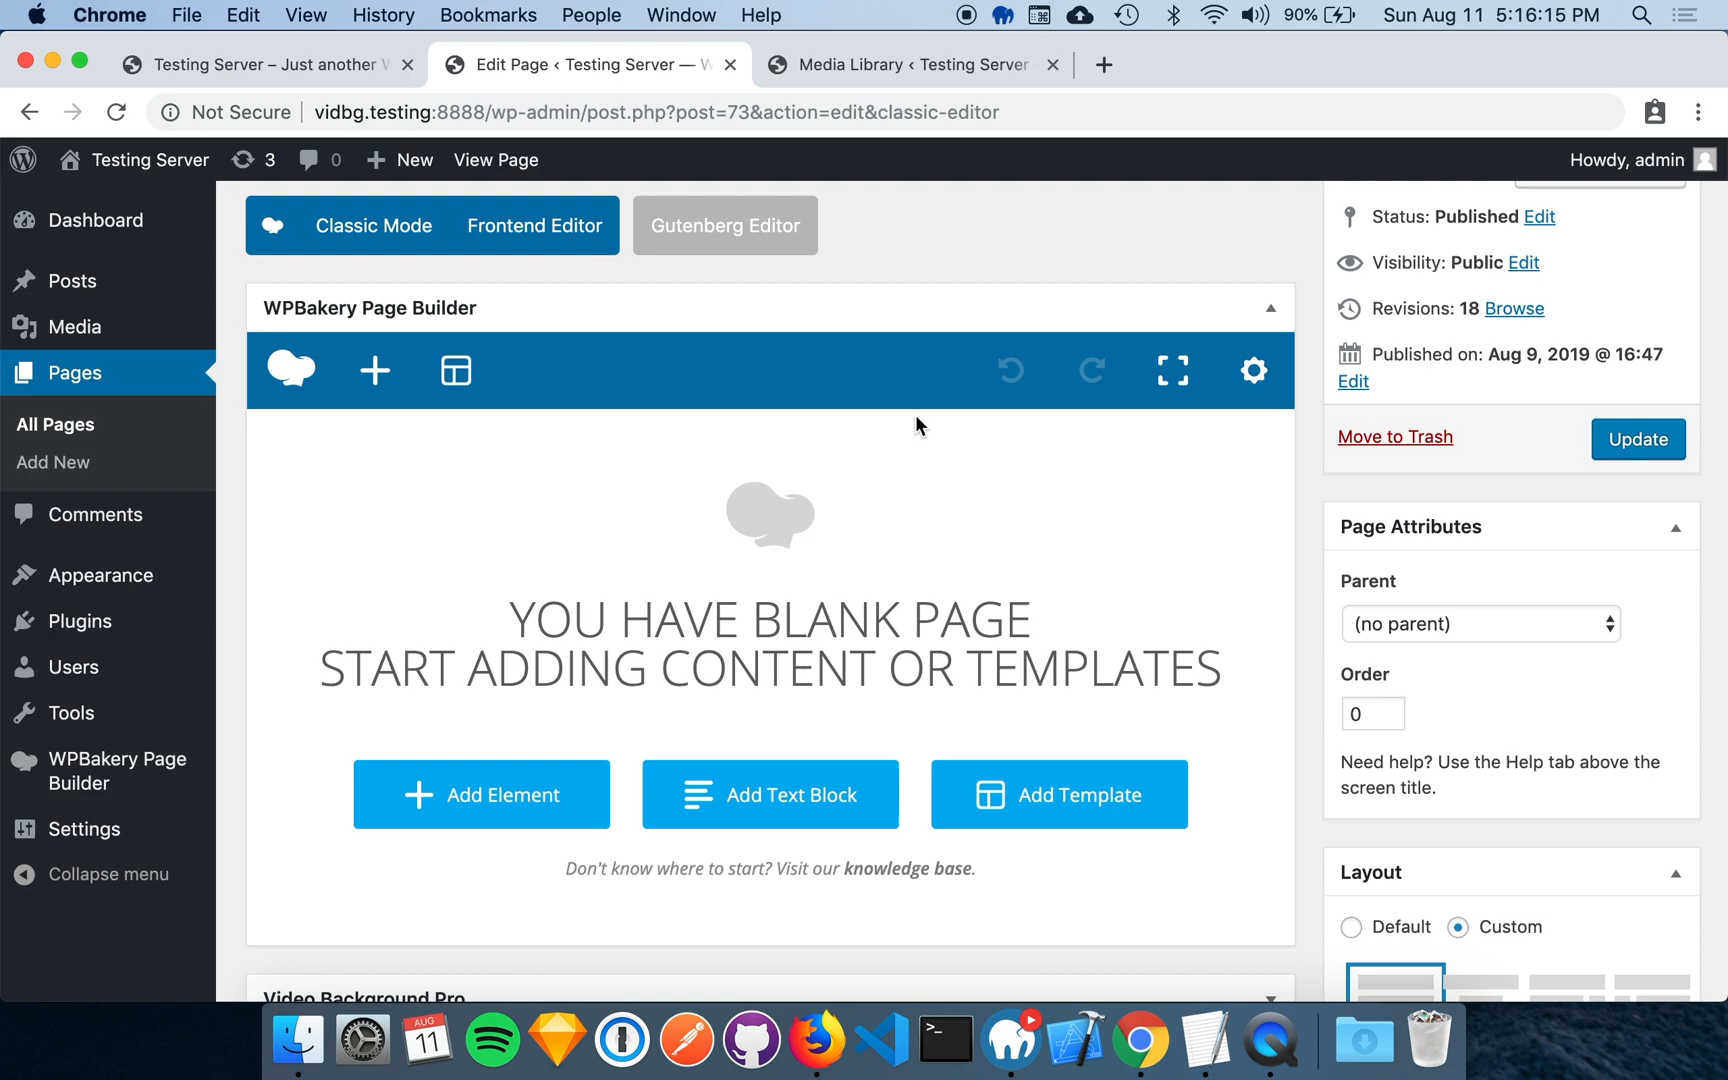 Chrome File Edit View History Bookmarks People Window Help 90% Sun Aug 11 5:16:15 PM
Testing Server – Just another W
Edit Page ‹ Testing Server — W
Media Library ‹ Testing Server
Not Secure vidbg.testing:8888/wp-admin/post.php?post=73&action=edit&classic-editor
Testing Server 3 0 New View Page Howdy, admin
Dashboard
Posts
Media
Pages
All Pages
Add New
Comments
Appearance
Plugins
Users
Tools
WPBakery Page
Builder
Settings
Collapse menu
Classic Mode Frontend Editor Gutenberg Editor
WPBakery Page Builder
YOU HAVE BLANK PAGE
START ADDING CONTENT OR TEMPLATES
Add Element Add Text Block Add Template
Don't know where to start? Visit our knowledge base.
Video Background Pro
Status: Published Edit
Visibility: Public Edit
Revisions: 18 Browse
Published on: Aug 9, 2019 @ 16:47
Edit
Move to Trash Update
Page Attributes
Parent
(no parent)
Order
0
Need help? Use the Help tab above the
screen title.
Layout
Default Custom
AUG
11